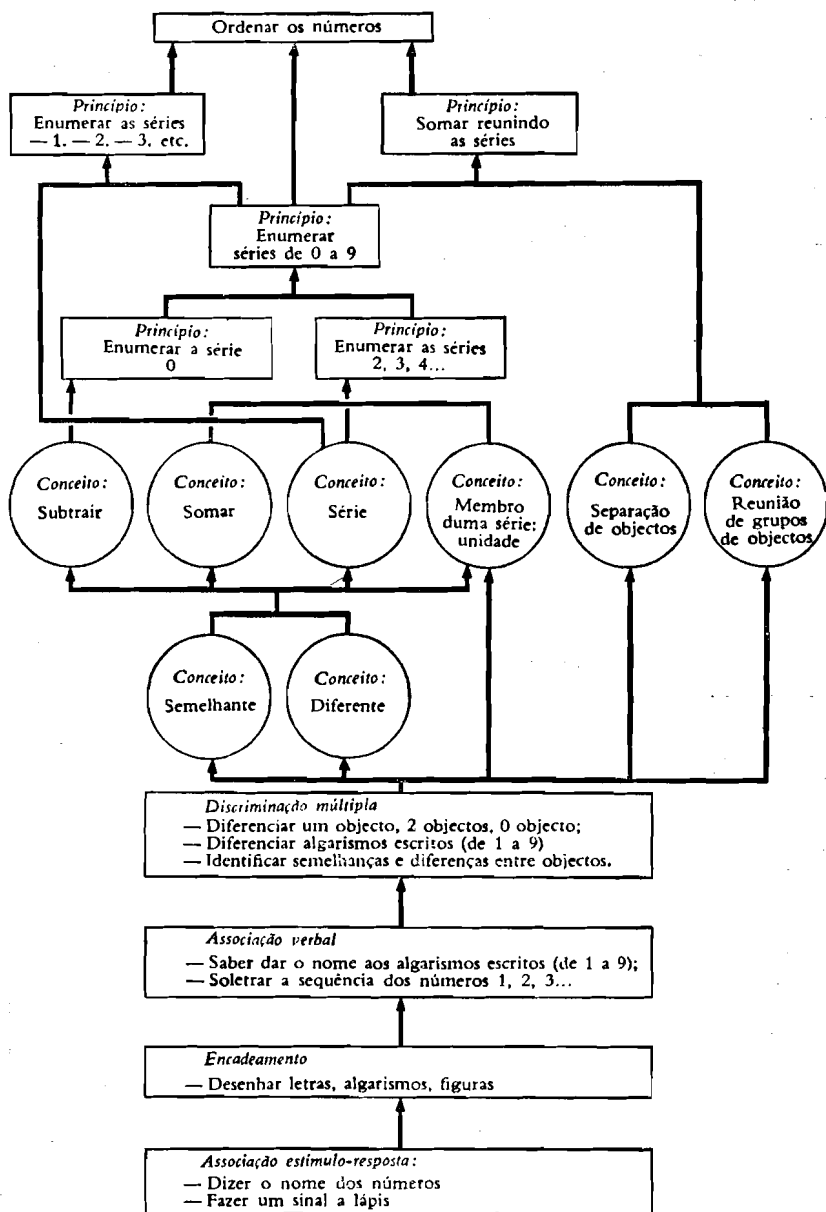 Ordenar os números
Princípio:
Enumerar as séries
— 1. — 2. — 3. etc.
Princípio:
Somar reunindo
as séries
Princípio:
Enumerar
séries de 0 a 9
Princípio:
Enumerar a série
0
Princípio:
Enumerar as séries
2, 3, 4...
Conceito:
Subtrair
Conceito:
Somar
Conceito:
Série
Conceito:
Membro
duma série:
unidade
Conceito:
Separação
de objectos
Conceito:
Reunião
de grupos
de objectos
Conceito:
Semelhante
Conceito:
Diferente
Discriminação múltipla
— Diferenciar um objecto, 2 objectos, 0 objecto;
— Diferenciar algarismos escritos (de 1 a 9)
— Identificar semelhanças e diferenças entre objectos.
Associação verbal
— Saber dar o nome aos algarismos escritos (de 1 a 9);
— Soletrar a sequência dos números 1, 2, 3...
Encadeamento
— Desenhar letras, algarismos, figuras
Associação estímulo-resposta:
— Dizer o nome dos números
— Fazer um sinal a lápis